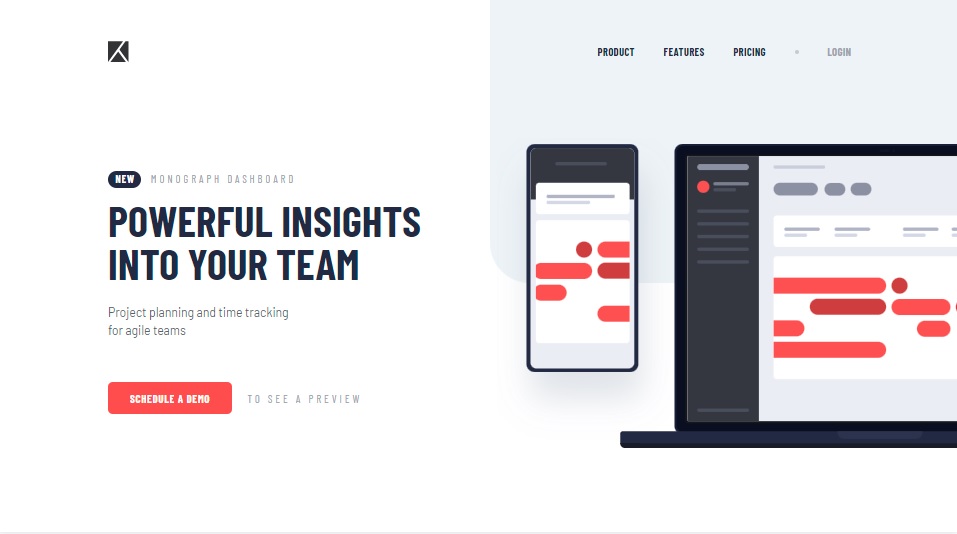 PRODUCT FEATURES PRICING LOGIN
NEW MONOGRAPH DASHBOARD
POWERFUL INSIGHTS
INTO YOUR TEAM
Project planning and time tracking
for agile teams
SCHEDULE A DEMO TO SEE A PREVIEW